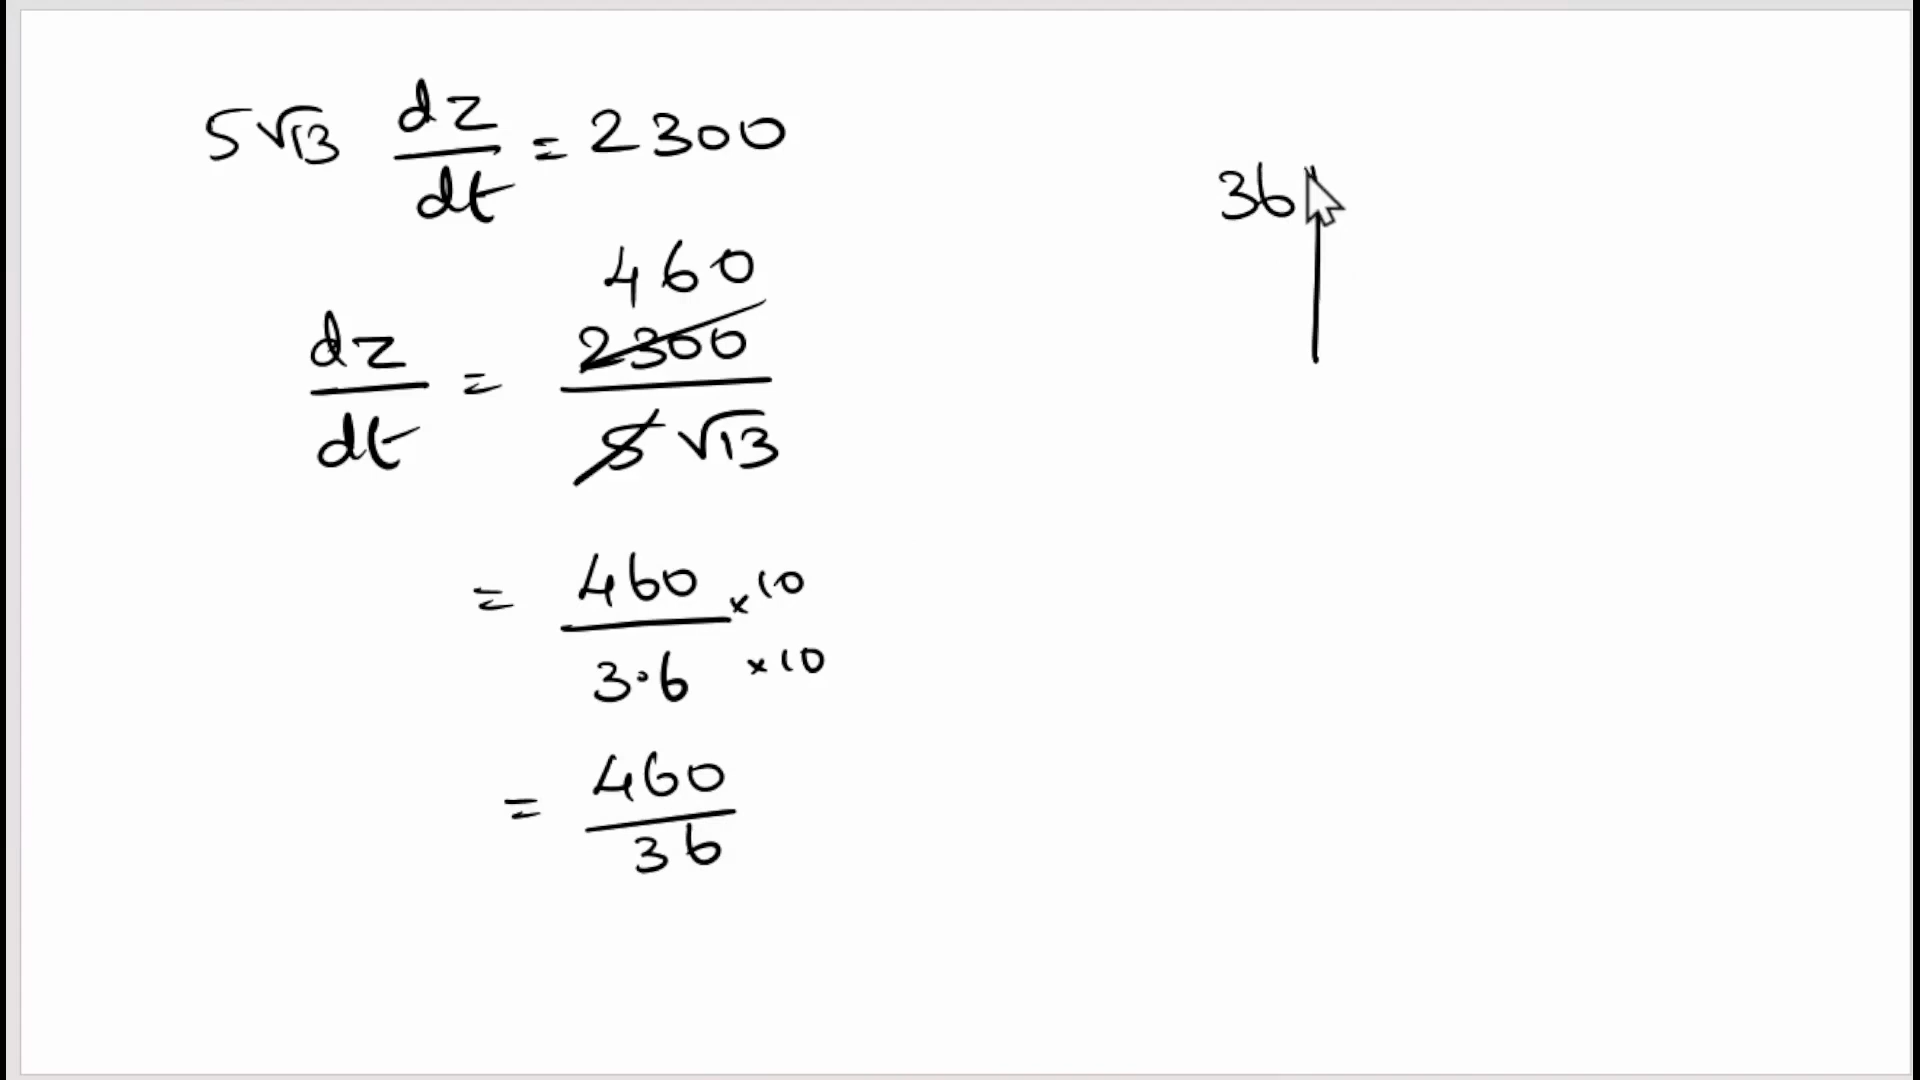 5√13 dz/dt = 2300
dz/dt = 460 2300/5√13
= 460×10/3.6×10
= 460/36
36